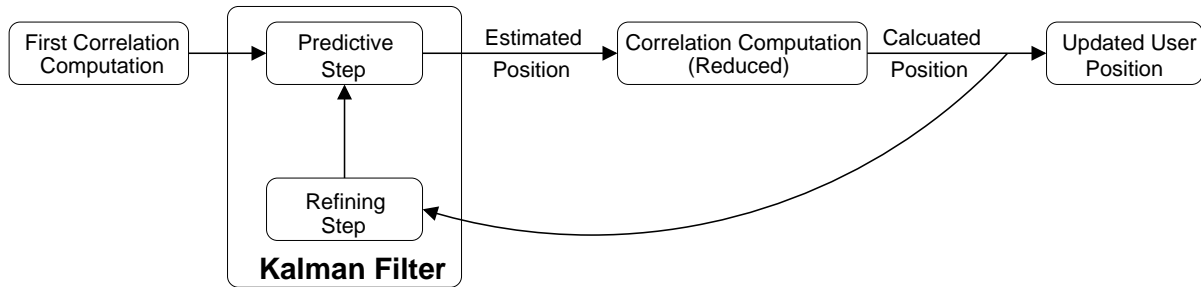 First Correlation
Computation
Predictive
Step
Estimated
Position
Correlation Computation
(Reduced)
Calcuated
Position
Updated User
Position
Refining
Step
Kalman Filter